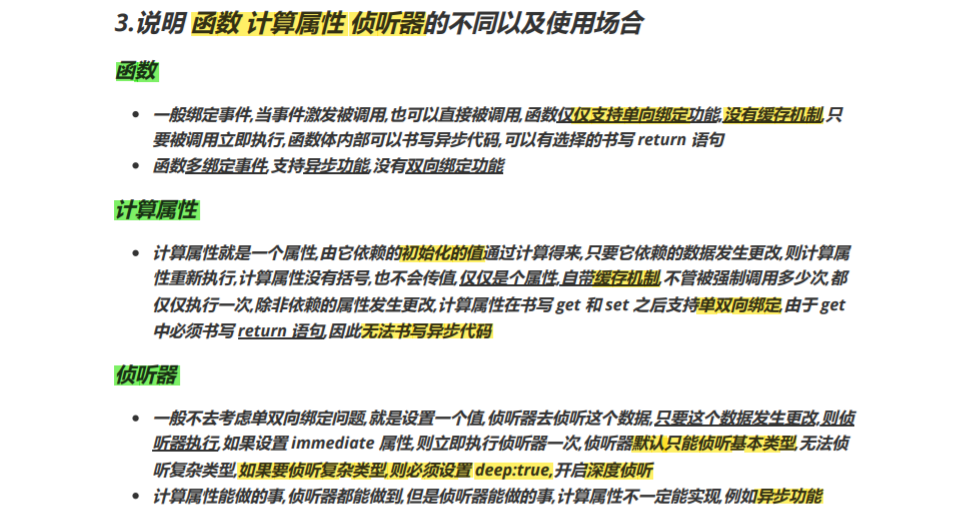 3.说明 函数 计算属性 侦听器的不同以及使用场合
函数
一般绑定事件,当事件激发被调用,也可以直接被调用,函数仅仅支持单向绑定功能,没有缓存机制,只
要被调用立即执行,函数体内部可以书写异步代码,可以有选择的书写 return 语句
函数多绑定事件,支持异步功能,没有双向绑定功能
计算属性
计算属性就是一个属性,由它依赖的初始化的值通过计算得来,只要它依赖的数据发生更改,则计算属
性重新执行,计算属性没有括号,也不会传值,仅仅是个属性,自带缓存机制,不管被强制调用多少次,都
仅仅执行一次,除非依赖的属性发生更改,计算属性在书写 get 和 set 之后支持单双向绑定,由于 get
中必须书写 return 语句,因此无法书写异步代码
侦听器
一般不去考虑单双向绑定问题,就是设置一个值,侦听器去侦听这个数据,只要这个数据发生更改,则侦
听器执行,如果设置 immediate 属性,则立即执行侦听器一次,侦听器默认只能侦听基本类型,无法侦
听复杂类型,如果要侦听复杂类型,则必须设置 deep:true,开启深度侦听
计算属性能做的事,侦听器都能做到,但是侦听器能做的事,计算属性不一定能实现,例如异步功能